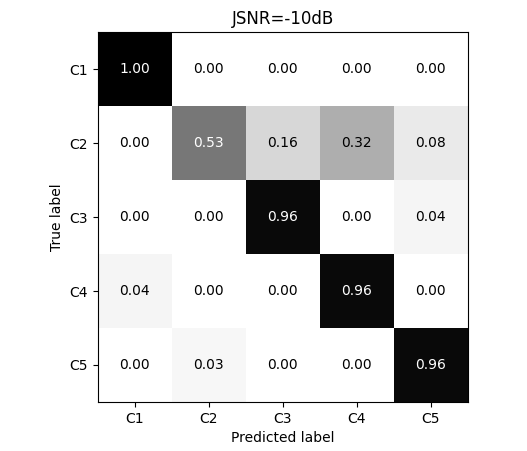 JSNR=-10dB
C1 1.00 0.00 0.00 0.00 0.00
C2 0.00 0.53 0.16 0.32 0.08
C3 0.00 0.00 0.96 0.00 0.04
C4 0.04 0.00 0.00 0.96 0.00
C5 0.00 0.03 0.00 0.00 0.96
True label
C1 C2 C3 C4 C5
Predicted label